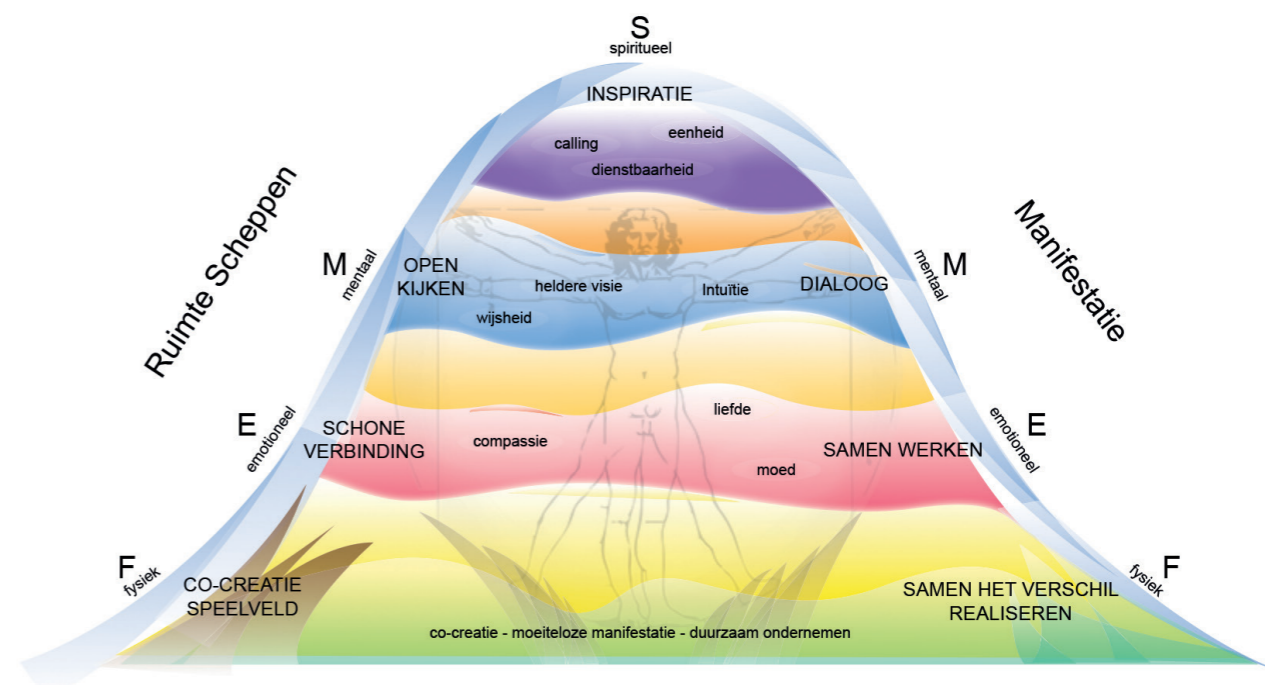 S
spiritueel
INSPIRATIE
calling
eenheid
dienstbaarheid
Ruimte Scheppen
Manifestatie
M
mentaal
OPEN
KIJKEN
heldere visie
Intuïtie
wijsheid
DIALOOG
M
mentaal
E
emotioneel
SCHONE
VERBINDING
compassie
liefde
moed
SAMEN WERKEN
E
emotioneel
F
fysiek
CO-CREATIE
SPEELVELD
SAMEN HET VERSCHIL
REALISEREN
F
fysiek
co-creatie - moeiteloze manifestatie - duurzaam ondernemen